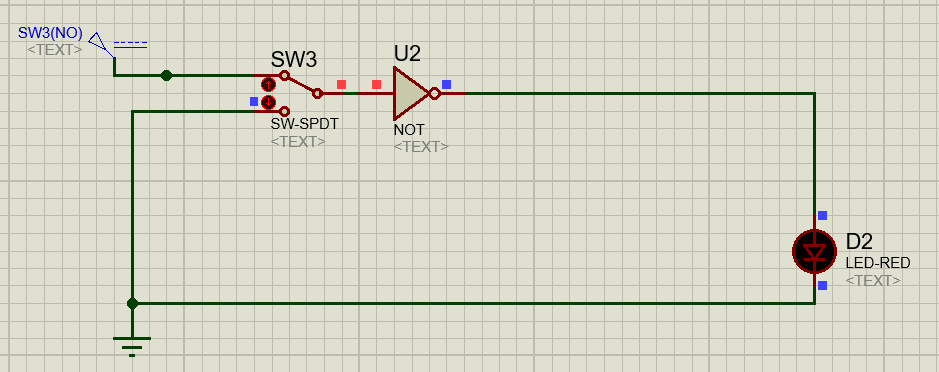 SW3(NO)
<TEXT>
SW3
SW-SPDT
<TEXT>
U2
NOT
<TEXT>
D2
LED-RED
<TEXT>